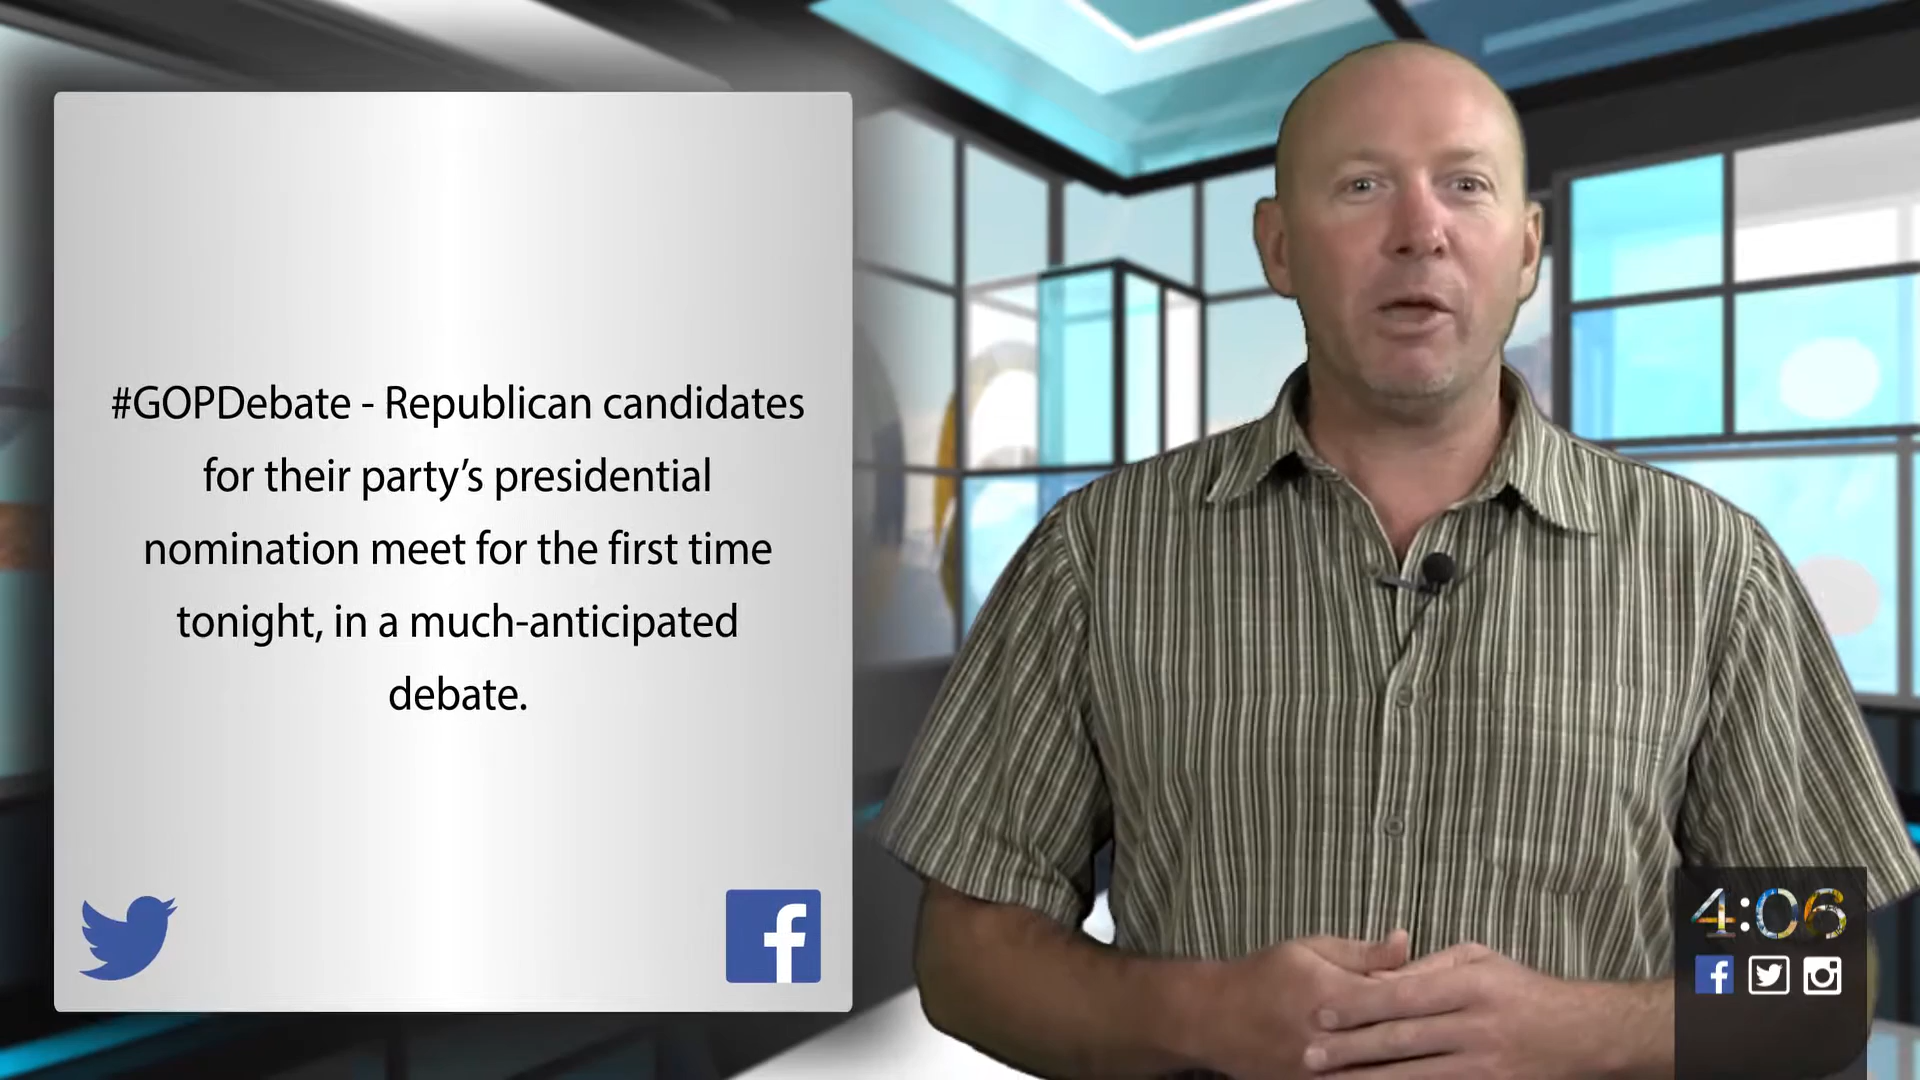 #GOPDebate - Republican candidates
for their party’s presidential
nomination meet for the first time
tonight, in a much-anticipated
debate.
4:06